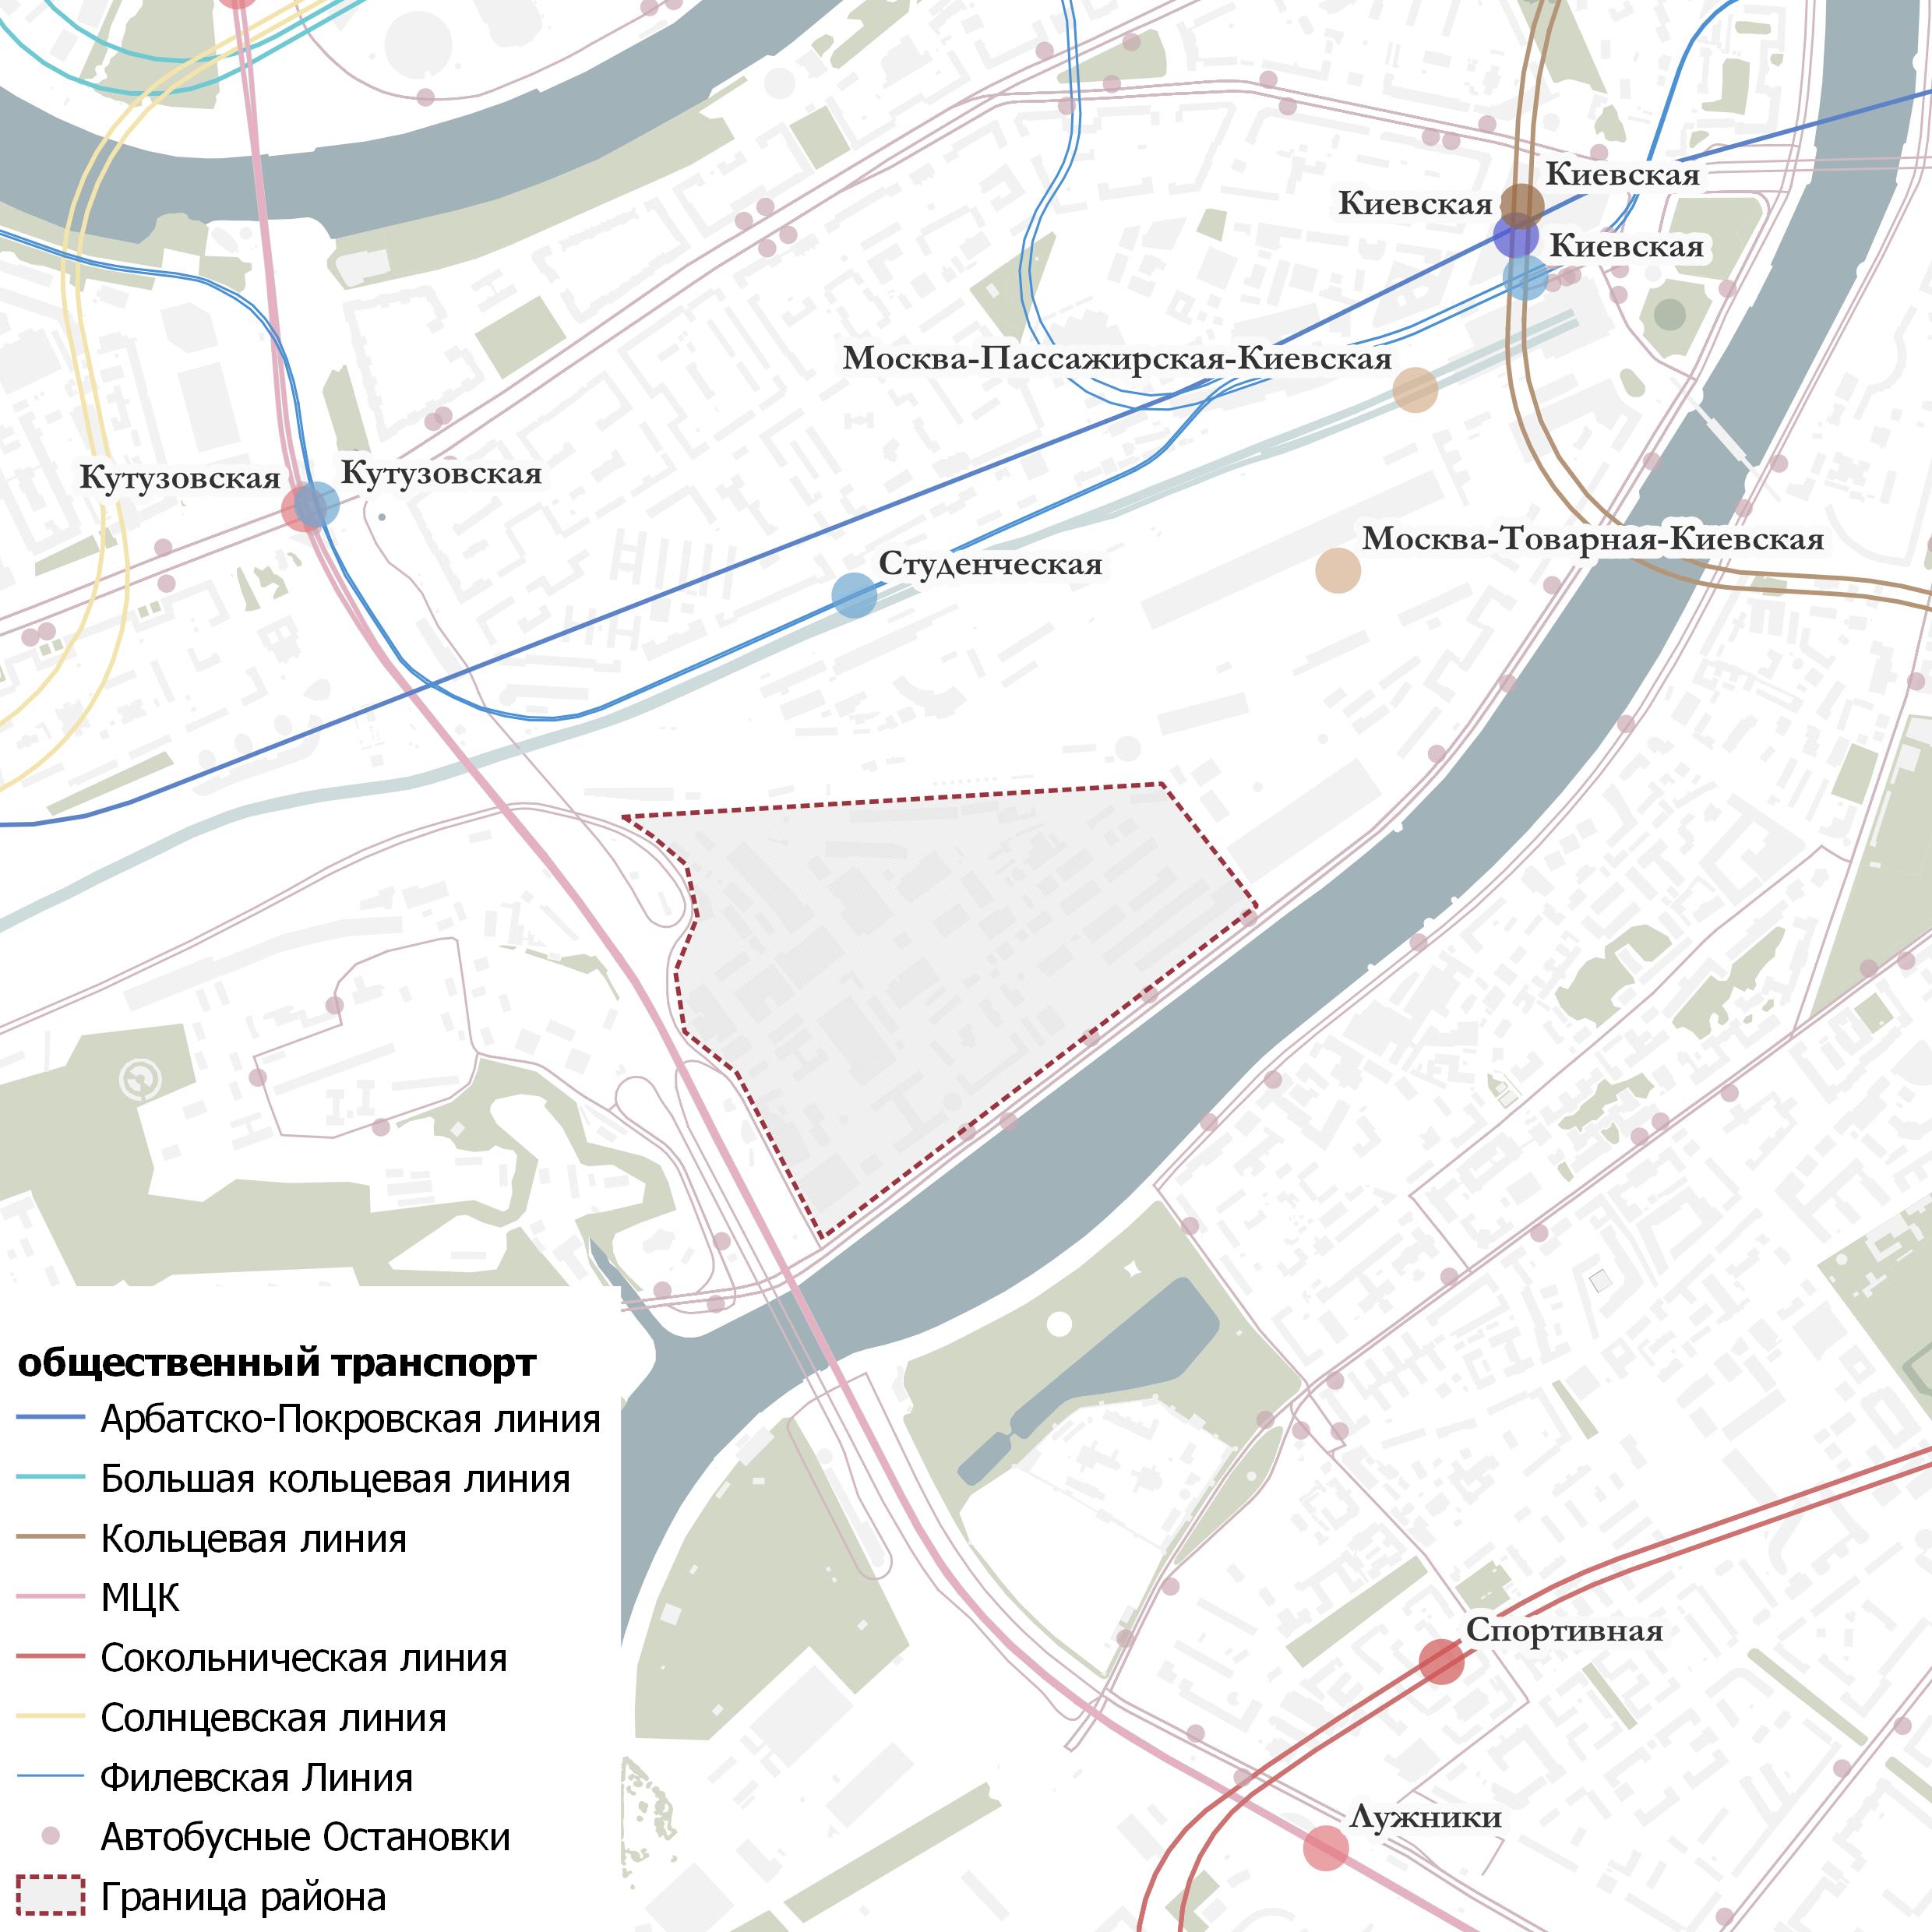 Киевская
Киевская
Киевская
Москва-Пассажирская-Киевская
Кутузовская
Кутузовская
Москва-Товарная-Киевская
Студенческая
общественный транспорт
Арбатско-Покровская линия
Большая кольцевая линия
Кольцевая линия
МЦК
Сокольническая линия
Солнцевская линия
Филевская Линия
Автобусные Остановки
Граница района
Спортивная
Лужники